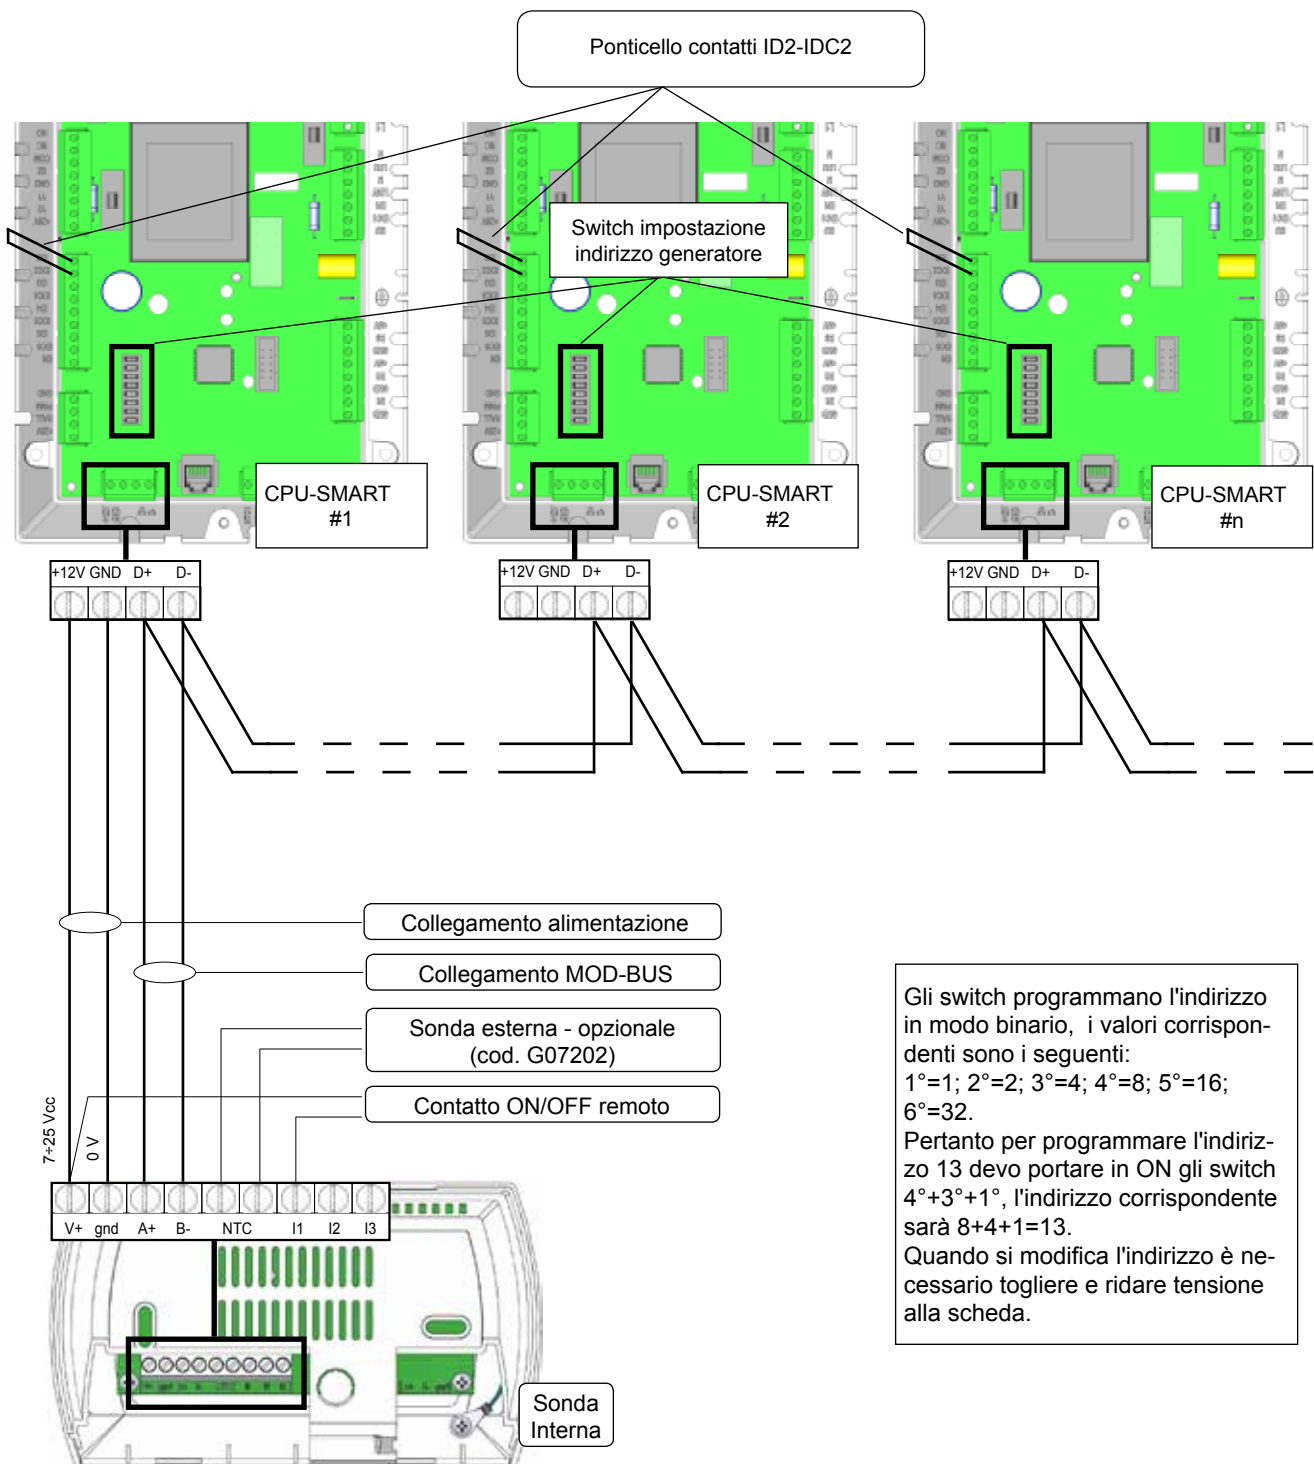 Ponticello contatti ID2-IDC2
Switch impostazione
indirizzo generatore
CPU-SMART
#1
CPU-SMART
#2
CPU-SMART
#n
+12V GND D+ D-
+12V GND D+ D-
+12V GND D+ D-
Collegamento alimentazione
Collegamento MOD-BUS
Sonda esterna - opzionale
(cod. G07202)
Contatto ON/OFF remoto
7÷25 Vcc
0 V
V+ gnd A+ B- NTC I1 I2 I3
Sonda
Interna
Gli switch programmano l'indirizzo
in modo binario, i valori corrispon-
denti sono i seguenti:
1°=1; 2°=2; 3°=4; 4°=8; 5°=16;
6°=32.
Pertanto per programmare l'indiriz-
zo 13 devo portare in ON gli switch
4°+3°+1°, l'indirizzo corrispondente
sarà 8+4+1=13.
Quando si modifica l'indirizzo è ne-
cessario togliere e ridare tensione
alla scheda.